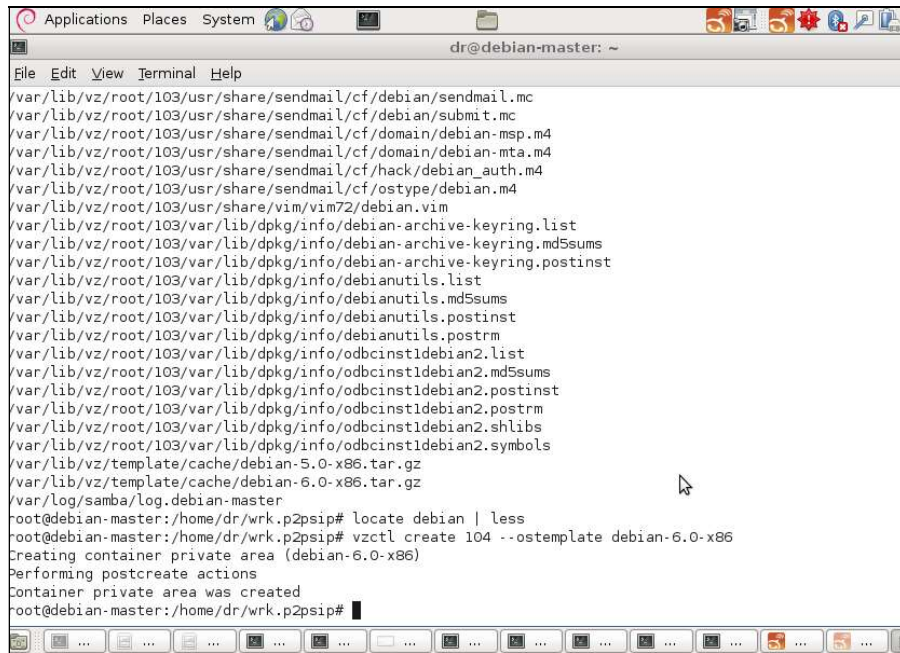 Applications Places System
dr@debian-master: ~
File Edit View Terminal Help
/var/lib/vz/root/103/usr/share/sendmail/cf/debian/sendmail.mc
/var/lib/vz/root/103/usr/share/sendmail/cf/debian/submit.mc
/var/lib/vz/root/103/usr/share/sendmail/cf/domain/debian-msp.m4
/var/lib/vz/root/103/usr/share/sendmail/cf/domain/debian-mta.m4
/var/lib/vz/root/103/usr/share/sendmail/cf/hack/debian_auth.m4
/var/lib/vz/root/103/usr/share/sendmail/cf/ostype/debian.m4
/var/lib/vz/root/103/usr/share/vim/vim72/debian.vim
/var/lib/vz/root/103/var/lib/dpkg/info/debian-archive-keyring.list
/var/lib/vz/root/103/var/lib/dpkg/info/debian-archive-keyring.md5sums
/var/lib/vz/root/103/var/lib/dpkg/info/debian-archive-keyring.postinst
/var/lib/vz/root/103/var/lib/dpkg/info/debianutils.list
/var/lib/vz/root/103/var/lib/dpkg/info/debianutils.md5sums
/var/lib/vz/root/103/var/lib/dpkg/info/debianutils.postinst
/var/lib/vz/root/103/var/lib/dpkg/info/debianutils.postrm
/var/lib/vz/root/103/var/lib/dpkg/info/odbcinst1debian2.list
/var/lib/vz/root/103/var/lib/dpkg/info/odbcinst1debian2.md5sums
/var/lib/vz/root/103/var/lib/dpkg/info/odbcinst1debian2.postinst
/var/lib/vz/root/103/var/lib/dpkg/info/odbcinst1debian2.postrm
/var/lib/vz/root/103/var/lib/dpkg/info/odbcinst1debian2.shlibs
/var/lib/vz/root/103/var/lib/dpkg/info/odbcinst1debian2.symbols
/var/lib/vz/template/cache/debian-5.0-x86.tar.gz
/var/lib/vz/template/cache/debian-6.0-x86.tar.gz
/var/log/samba/log.debian-master
root@debian-master:/home/dr/wrk.p2psip# locate debian | less
root@debian-master:/home/dr/wrk.p2psip# vzctl create 104 --ostemplate debian-6.0-x86
Creating container private area (debian-6.0-x86)
Performing postcreate actions
Container private area was created
root@debian-master:/home/dr/wrk.p2psip#
... ... ... ... ... ... ... ... ... ... ... ... ...